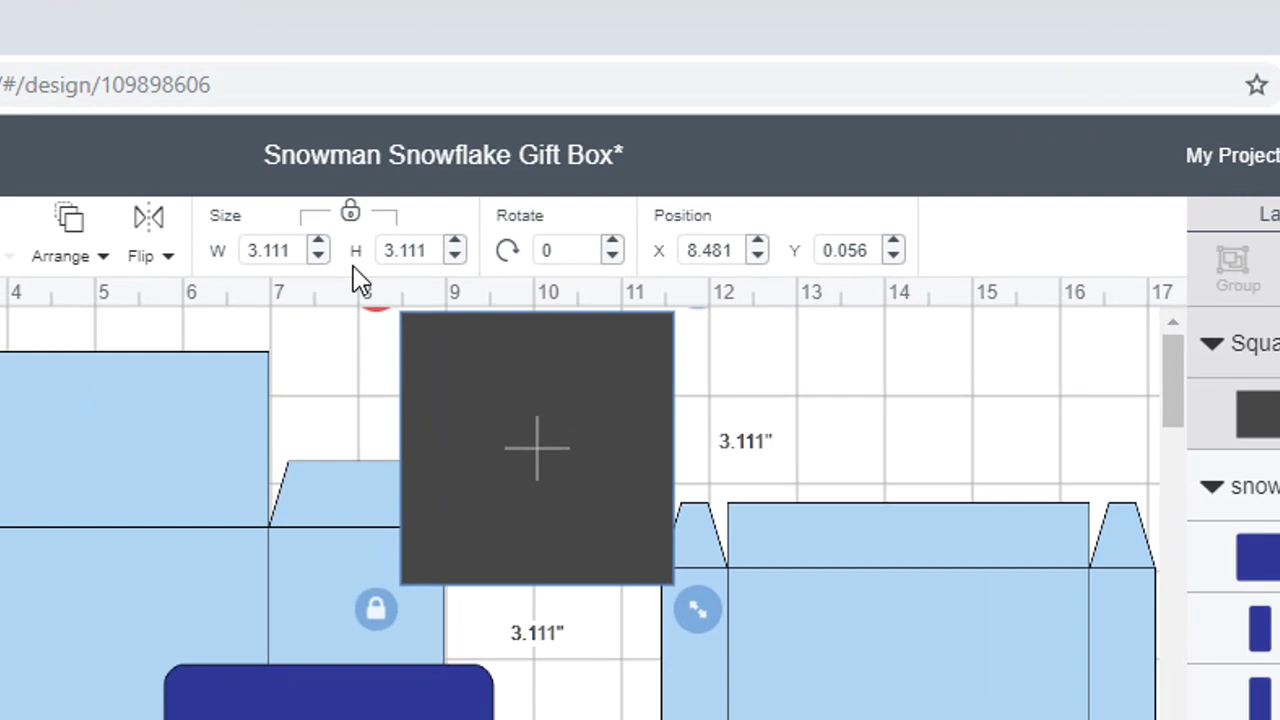 /#/design/109898606
Snowman Snowflake Gift Box*
My Project
Arrange
Flip
Size
W 3.111
H 3.111
Rotate
0
Position
X 8.481
Y 0.056
La
Group
4 5 6 7 8 9 10 11 12 13 14 15 16 17
Squa
3.111"
snow
3.111"